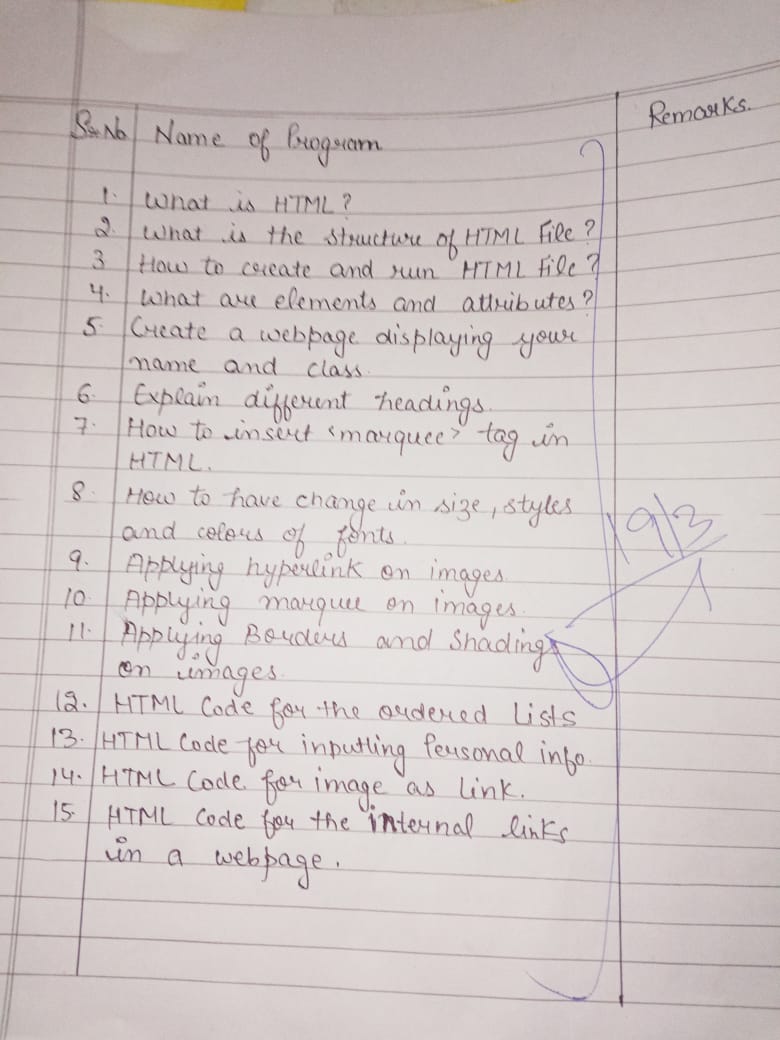 Sr. No. Name of Program Remarks.
1. What is HTML?
2. What is the structure of HTML File?
3 How to create and run HTML File?
4. What are elements and attributes?
5. Create a webpage displaying your
name and class.
6. Explain different headings.
7. How to insert <marquee> tag in
HTML.
8. How to have change in size, styles
and colors of fonts.
9. Applying hyperlink on images.
10 Applying marquee on images.
11. Applying Borders and Shading
on images.
12. HTML Code for the ordered Lists
13. HTML Code for inputting Personal info.
14. HTML Code for image as link.
15 HTML Code for the internal links
in a webpage.
19/3